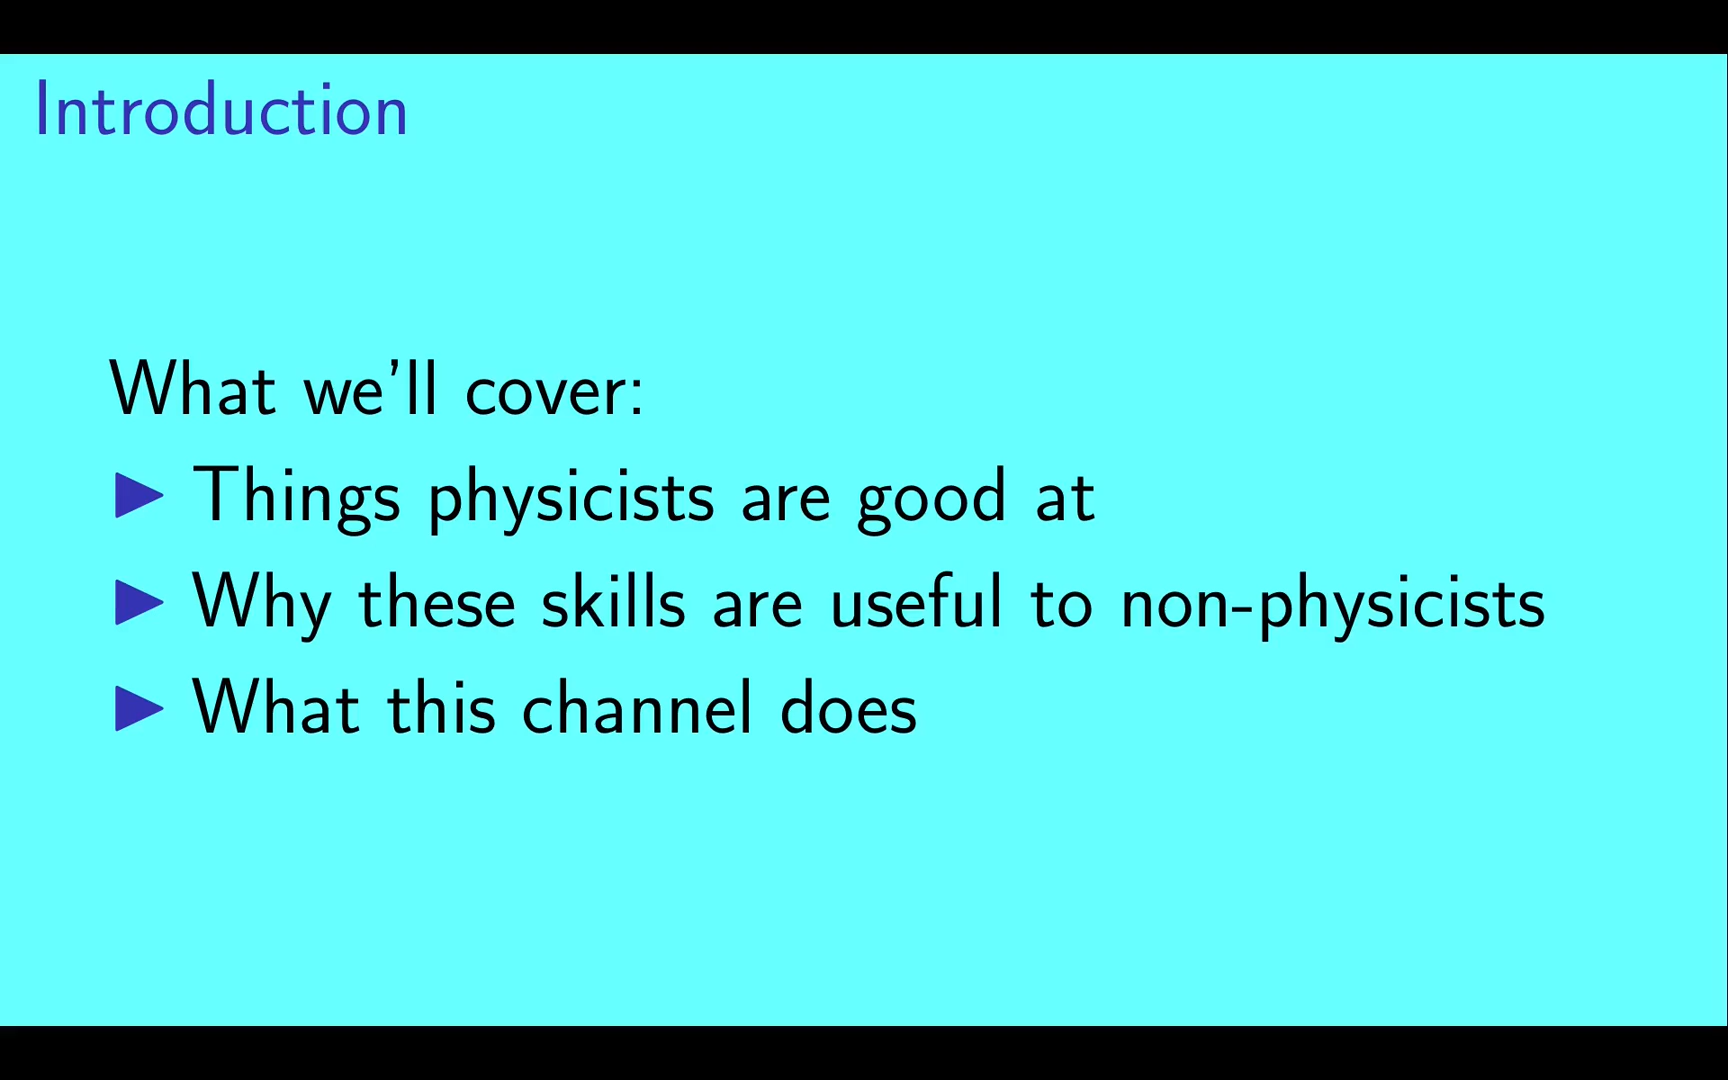 Introduction
What we'll cover:
▶ Things physicists are good at
▶ Why these skills are useful to non-physicists
▶ What this channel does